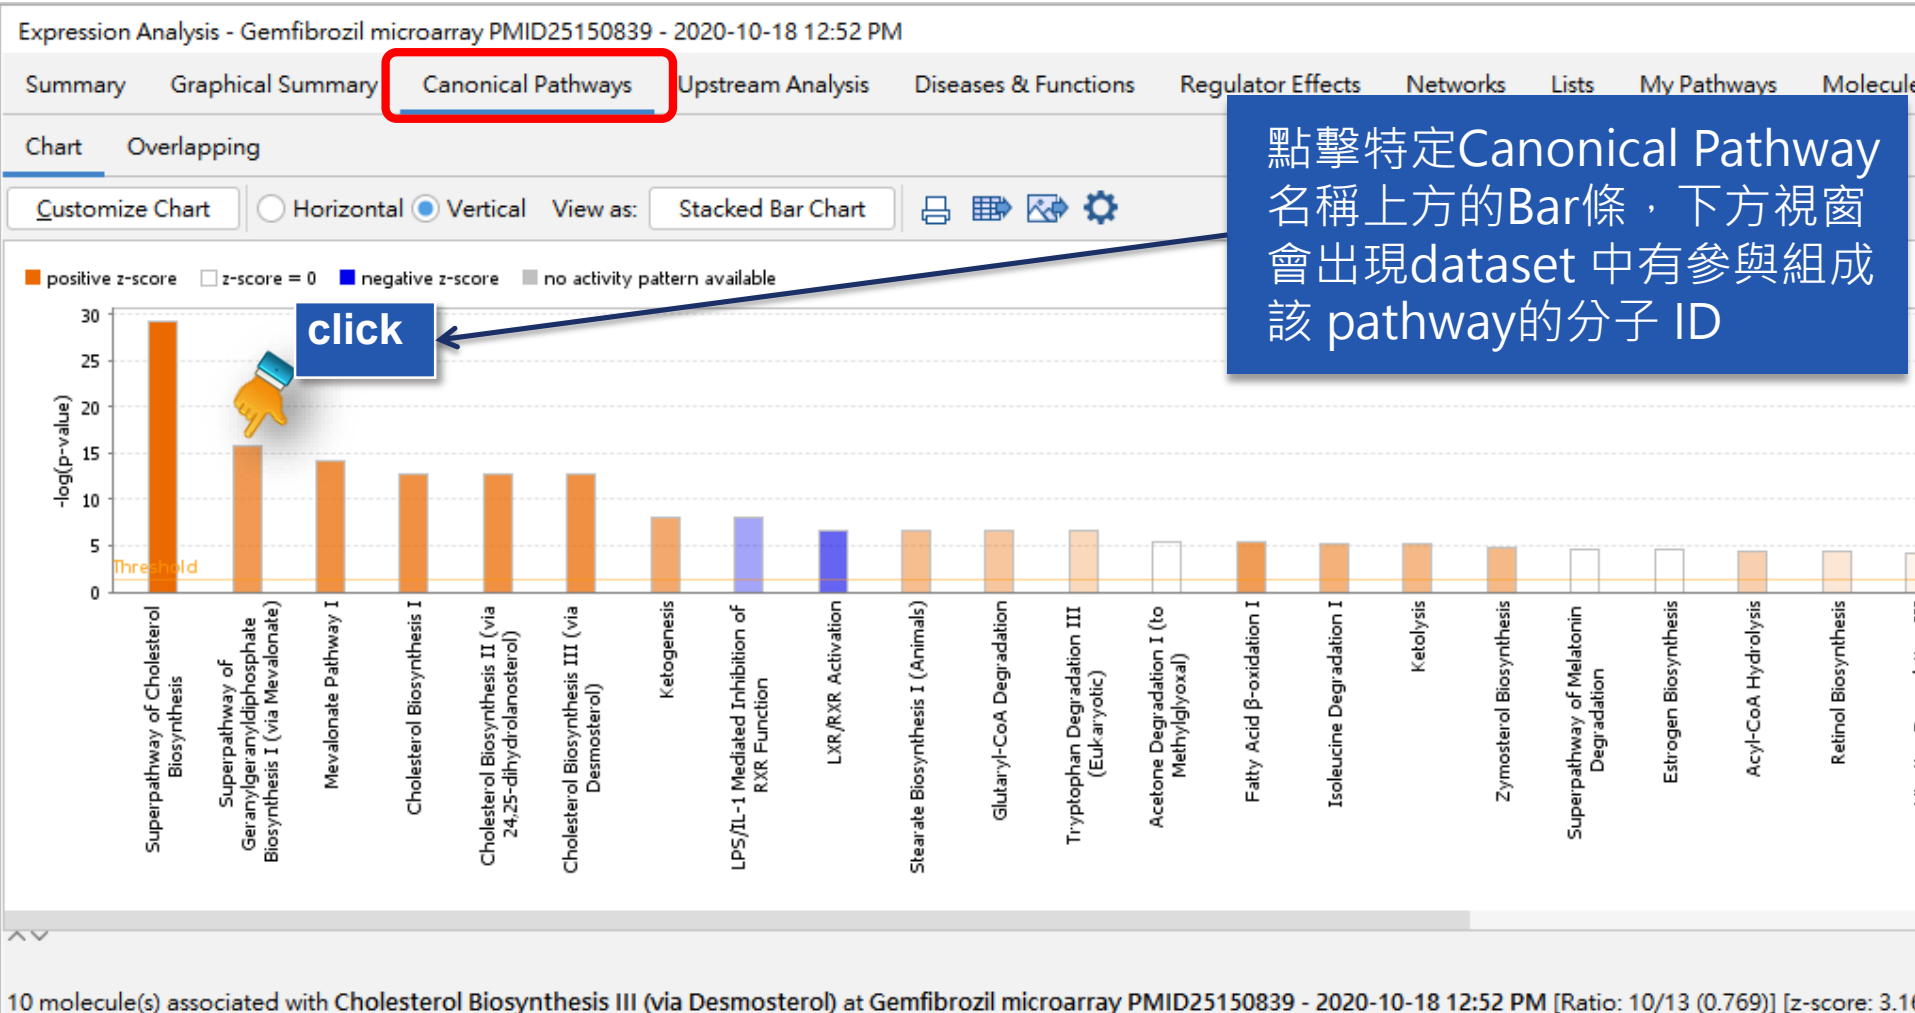 Expression Analysis - Gemfibrozil microarray PMID25150839 - 2020-10-18 12:52 PM
Summary Graphical Summary Canonical Pathways Upstream Analysis Diseases & Functions Regulator Effects Networks Lists My Pathways Molecule
Chart Overlapping
Customize Chart Horizontal Vertical View as: Stacked Bar Chart
點擊特定Canonical Pathway
名稱上方的Bar條，下方視窗
會出現dataset 中有參與組成
該 pathway的分子 ID
positive z-score z-score = 0 negative z-score no activity pattern available
click
-log(p-value)
30
25
20
15
10
5
0
Threshold
Superpathway of Cholesterol
Biosynthesis
Superpathway of
Geranylgeranyldiphosphate
Biosynthesis I (via Mevalonate)
Mevalonate Pathway I
Cholesterol Biosynthesis I
Cholesterol Biosynthesis II (via
24,25-dihydrolanosterol)
Cholesterol Biosynthesis III (via
Desmosterol)
Ketogenesis
LPS/IL-1 Mediated Inhibition of
RXR Function
LXR/RXR Activation
Stearate Biosynthesis I (Animals)
Glutaryl-CoA Degradation
Tryptophan Degradation III
(Eukaryotic)
Acetone Degradation I (to
Methylglyoxal)
Fatty Acid β-oxidation I
Isoleucine Degradation I
Ketolysis
Zymosterol Biosynthesis
Superpathway of Melatonin
Degradation
Estrogen Biosynthesis
Acyl-CoA Hydrolysis
Retinol Biosynthesis
10 molecule(s) associated with Cholesterol Biosynthesis III (via Desmosterol) at Gemfibrozil microarray PMID25150839 - 2020-10-18 12:52 PM [Ratio: 10/13 (0.769)] [z-score: 3.16